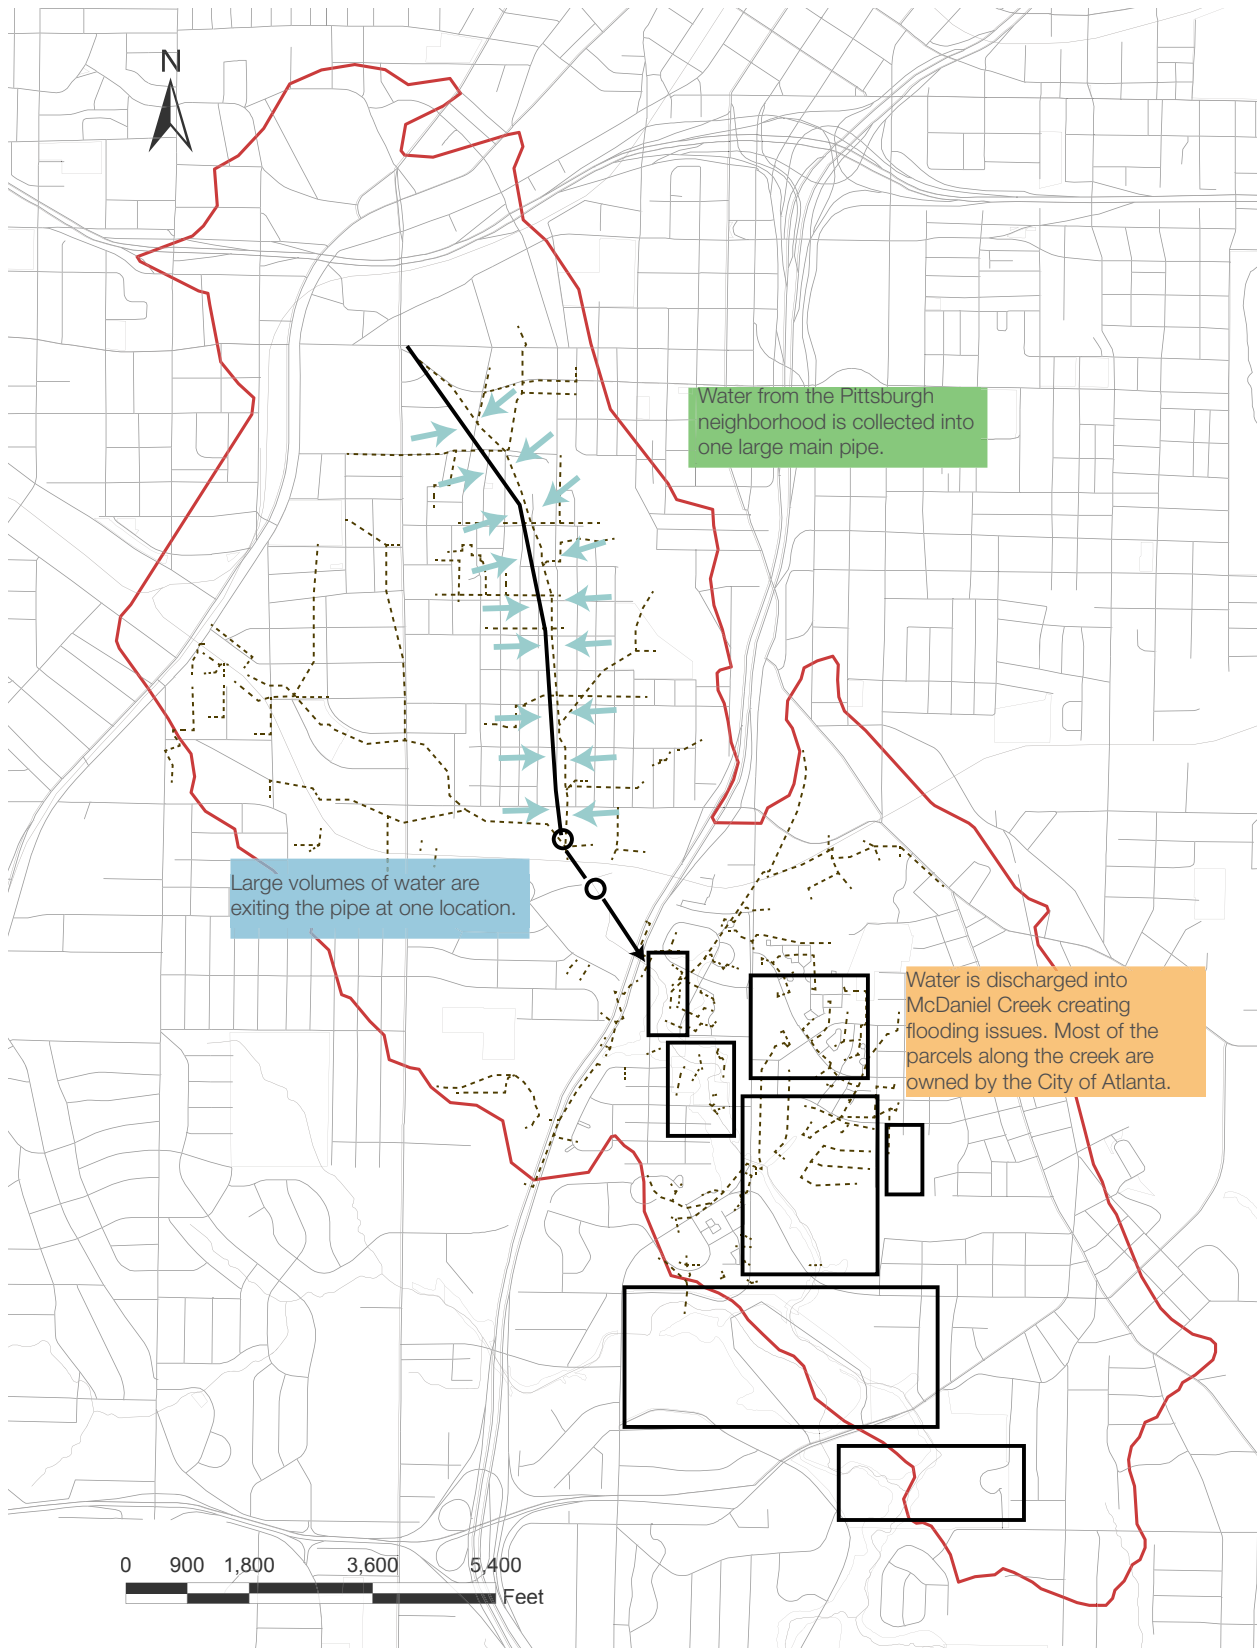 N
Water from the Pittsburgh
neighborhood is collected into
one large main pipe.
Large volumes of water are
exiting the pipe at one location.
Water is discharged into
McDaniel Creek creating
flooding issues. Most of the
parcels along the creek are
owned by the City of Atlanta.
0 900 1,800 3,600 5,400
Feet